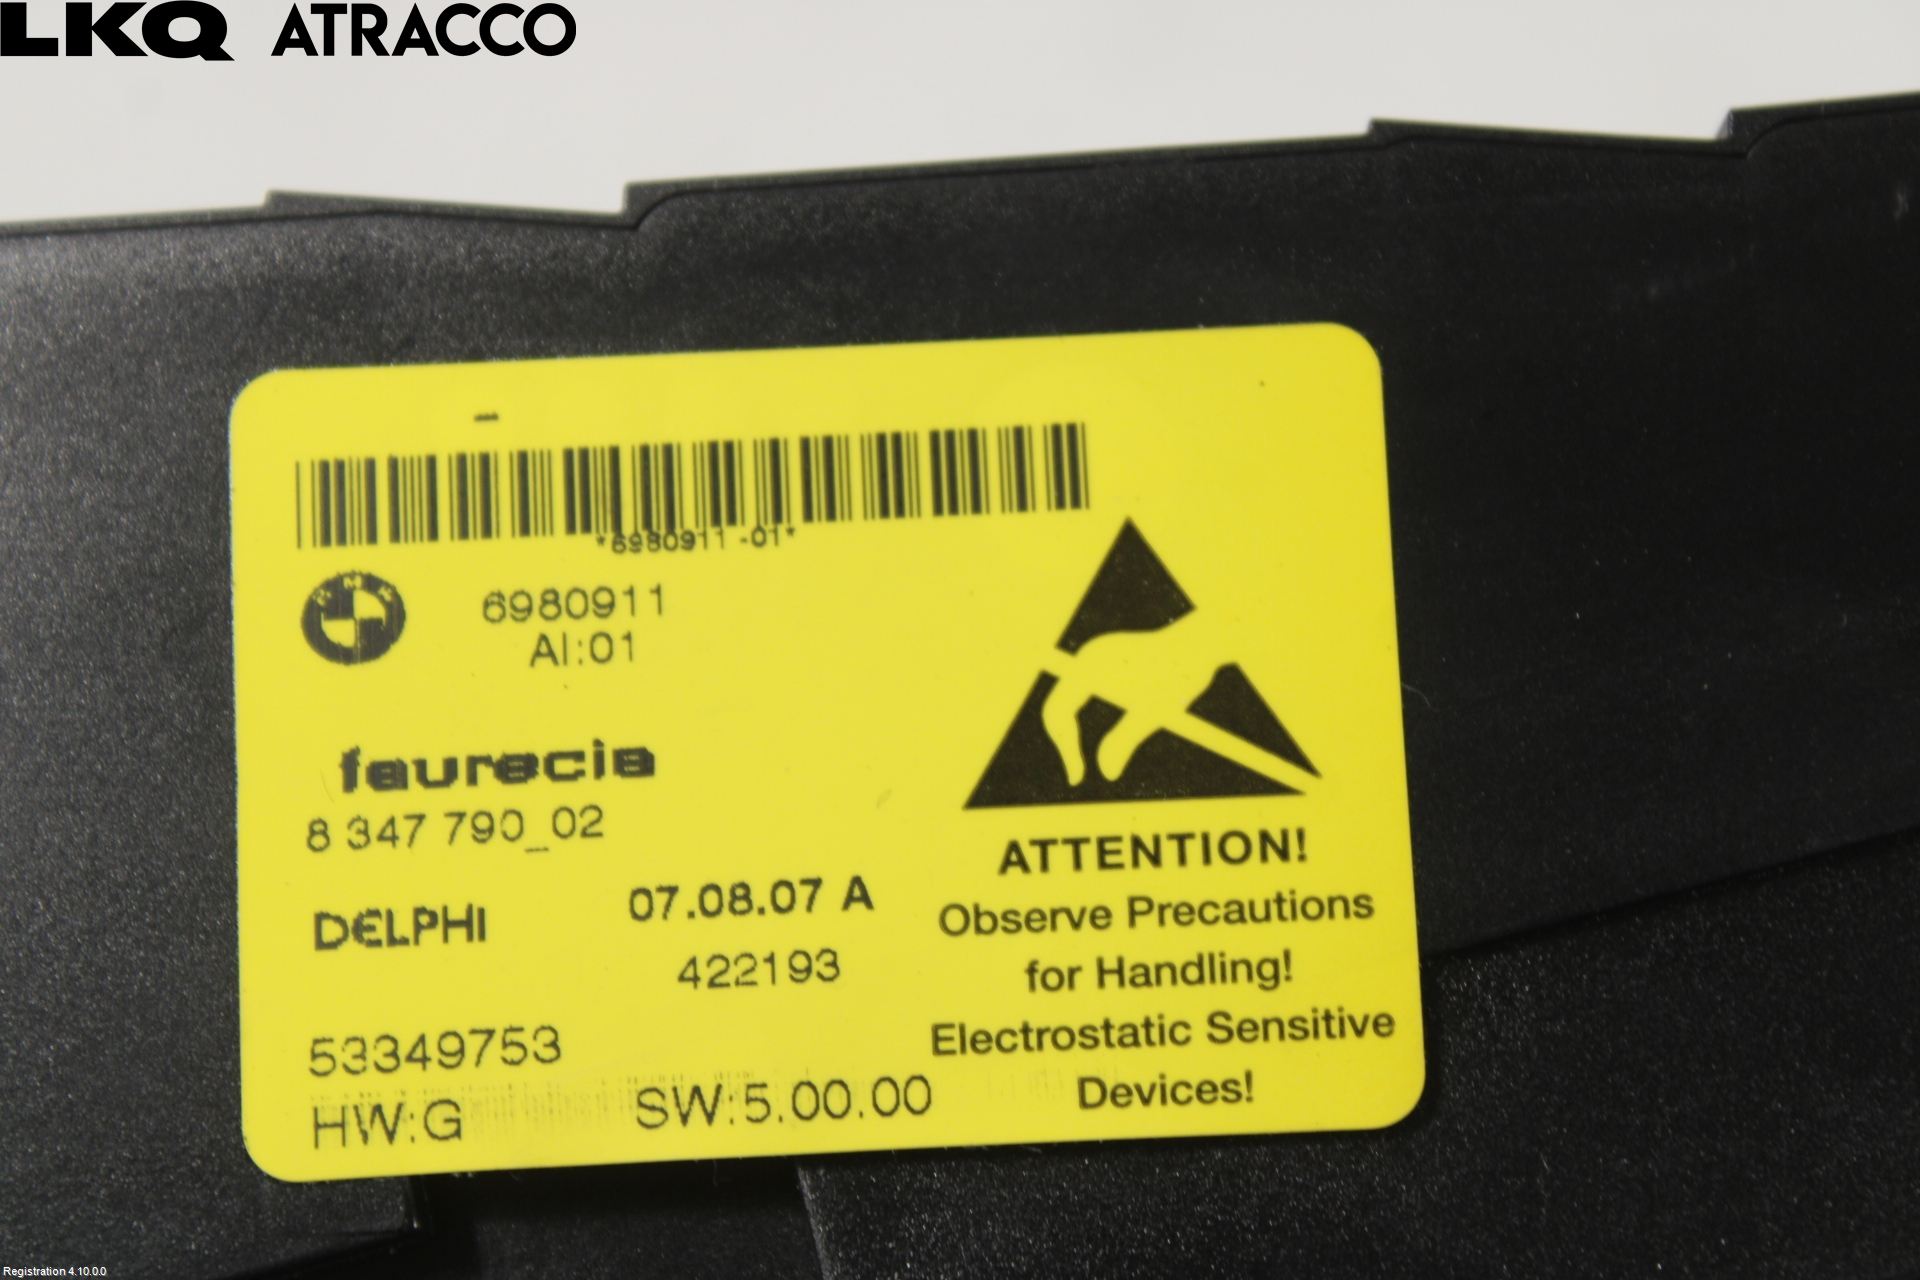 LKQ ATRACCO
*6980911 -01*
BMW
6980911
AI:01
faurecia
8 347 790_02
DELPHI
07.08.07 A
422193
53349753
HW:G
SW:5.00.00
ATTENTION!
Observe Precautions
for Handling!
Electrostatic Sensitive
Devices!
Registration 4.10.0.0